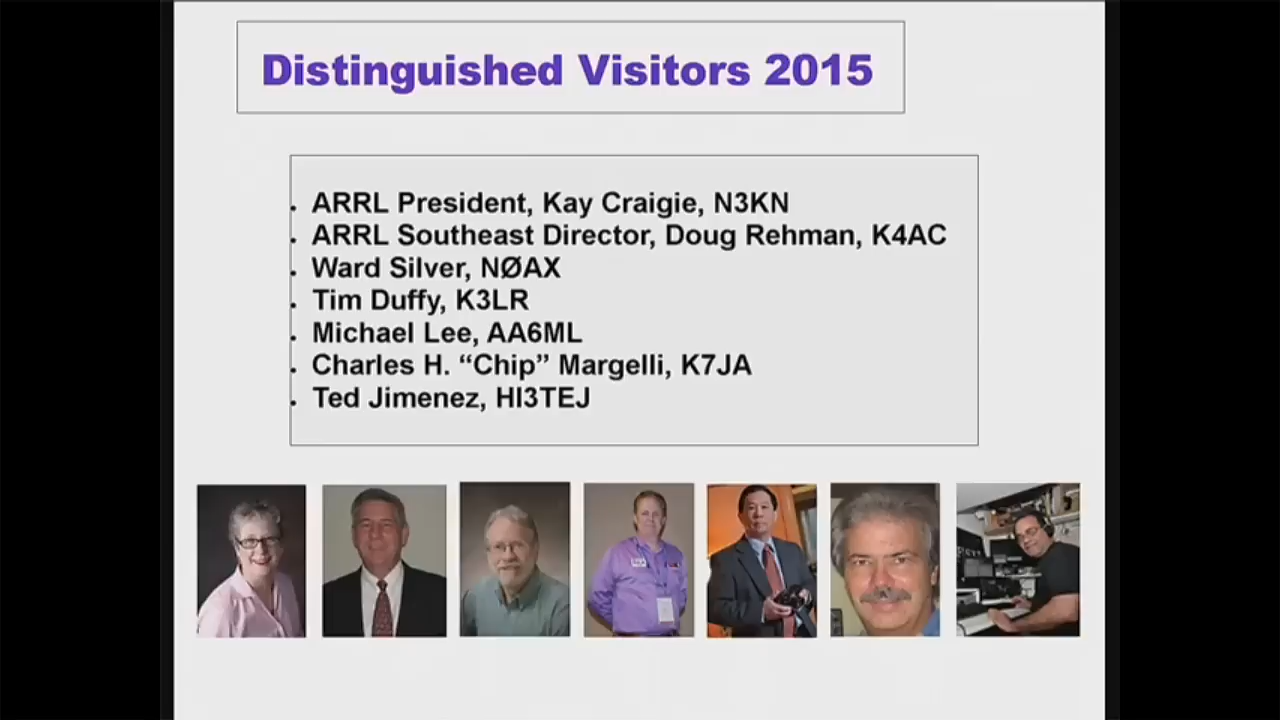 Distinguished Visitors 2015
ARRL President, Kay Craigie, N3KN
ARRL Southeast Director, Doug Rehman, K4AC
Ward Silver, NØAX
Tim Duffy, K3LR
Michael Lee, AA6ML
Charles H. “Chip” Margelli, K7JA
Ted Jimenez, HI3TEJ